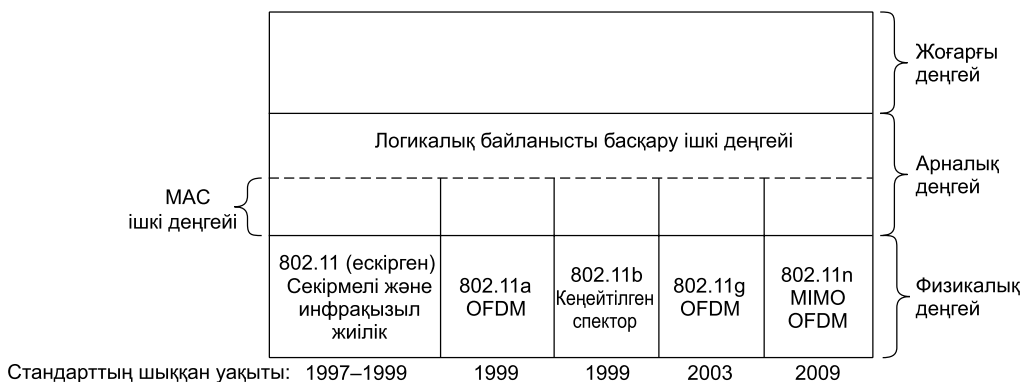 Жоғарғы
деңгей
Логикалық байланысты басқару ішкі деңгейі
Арналық
деңгей
MAC
ішкі деңгейі
802.11 (ескірген)
Секірмелі және
инфрақызыл
жиілік
802.11a
OFDM
802.11b
Кеңейтілген
спектор
802.11g
OFDM
802.11n
MIMO
OFDM
Физикалық
деңгей
Стандарттың шыққан уақыты: 1997–1999 1999 1999 2003 2009